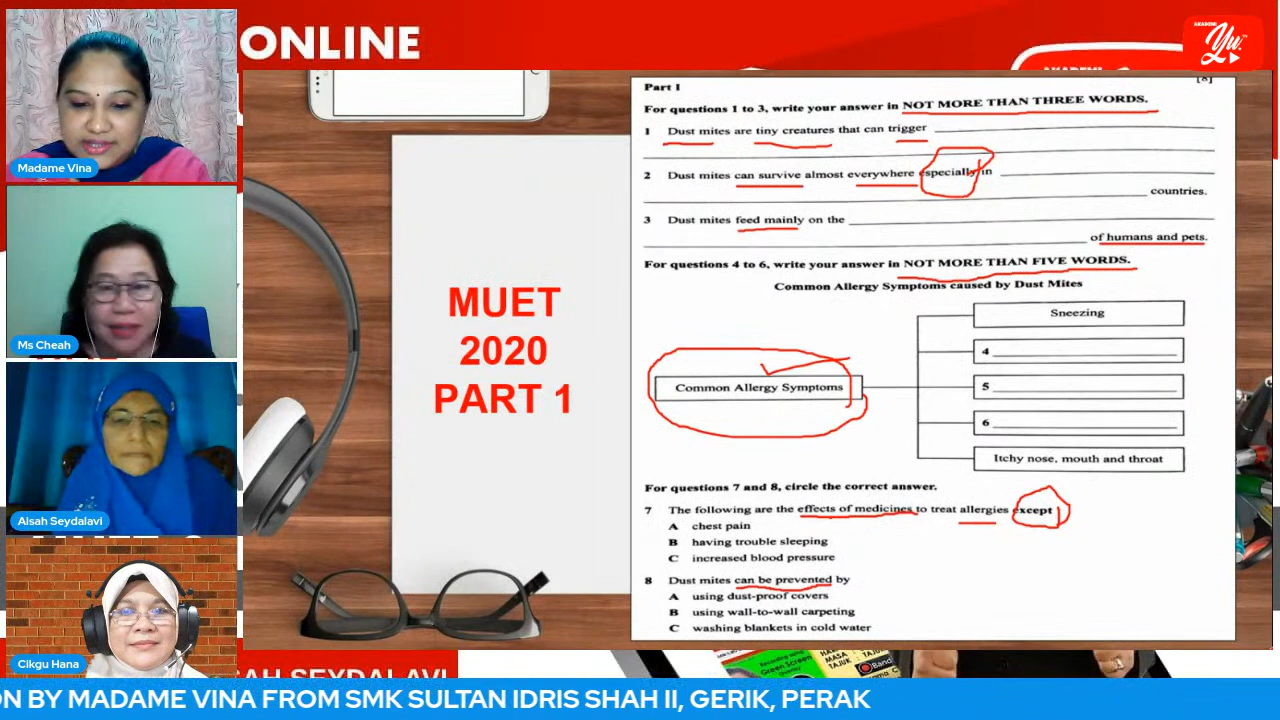 ONLINE
AKADEMI
Yu.
Madame Vina
Ms Cheah
Aisah Seydalavi
Cikgu Hana
MUET
2020
PART 1
[8]
Part I
For questions 1 to 3, write your answer in NOT MORE THAN THREE WORDS.
1 Dust mites are tiny creatures that can trigger
2 Dust mites can survive almost everywhere especially in
countries.
3 Dust mites feed mainly on the
of humans and pets.
For questions 4 to 6, write your answer in NOT MORE THAN FIVE WORDS.
Common Allergy Symptoms caused by Dust Mites
Sneezing
4
Common Allergy Symptoms
5
6
Itchy nose, mouth and throat
For questions 7 and 8, circle the correct answer.
7 The following are the effects of medicines to treat allergies except
A chest pain
B having trouble sleeping
C increased blood pressure
8 Dust mites can be prevented by
A using dust-proof covers
B using wall-to-wall carpeting
C washing blankets in cold water
SEYDALAVI
Green Screen
MASA
TAJUK
ON BY MADAME VINA FROM SMK SULTAN IDRIS SHAH II, GERIK, PERAK